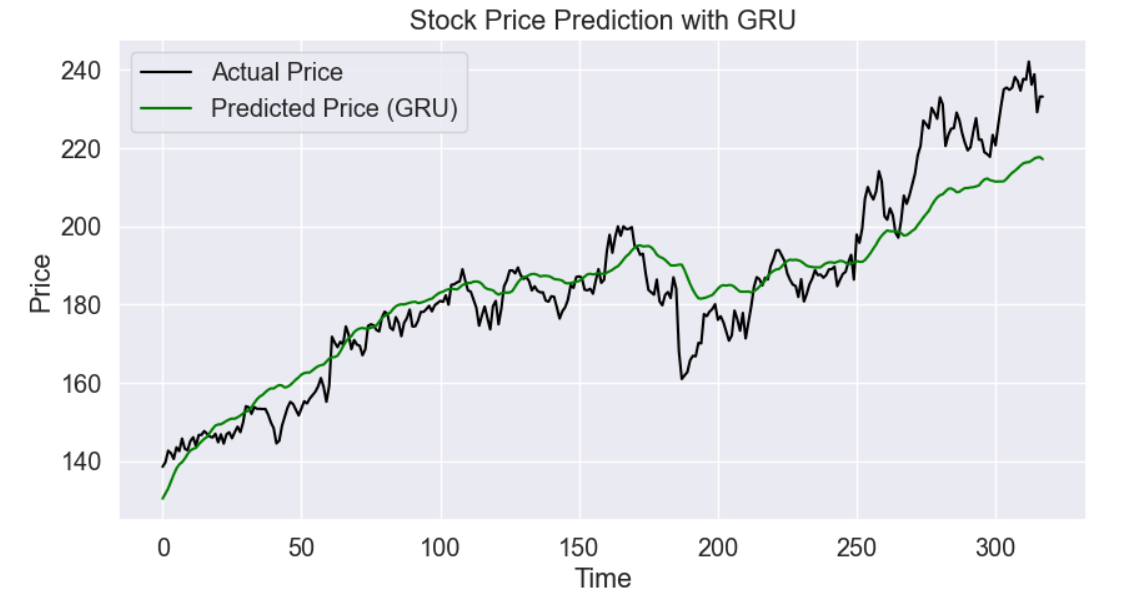 Stock Price Prediction with GRU
Actual Price
Predicted Price (GRU)
Price
240
220
200
180
160
140
0 50 100 150 200 250 300
Time